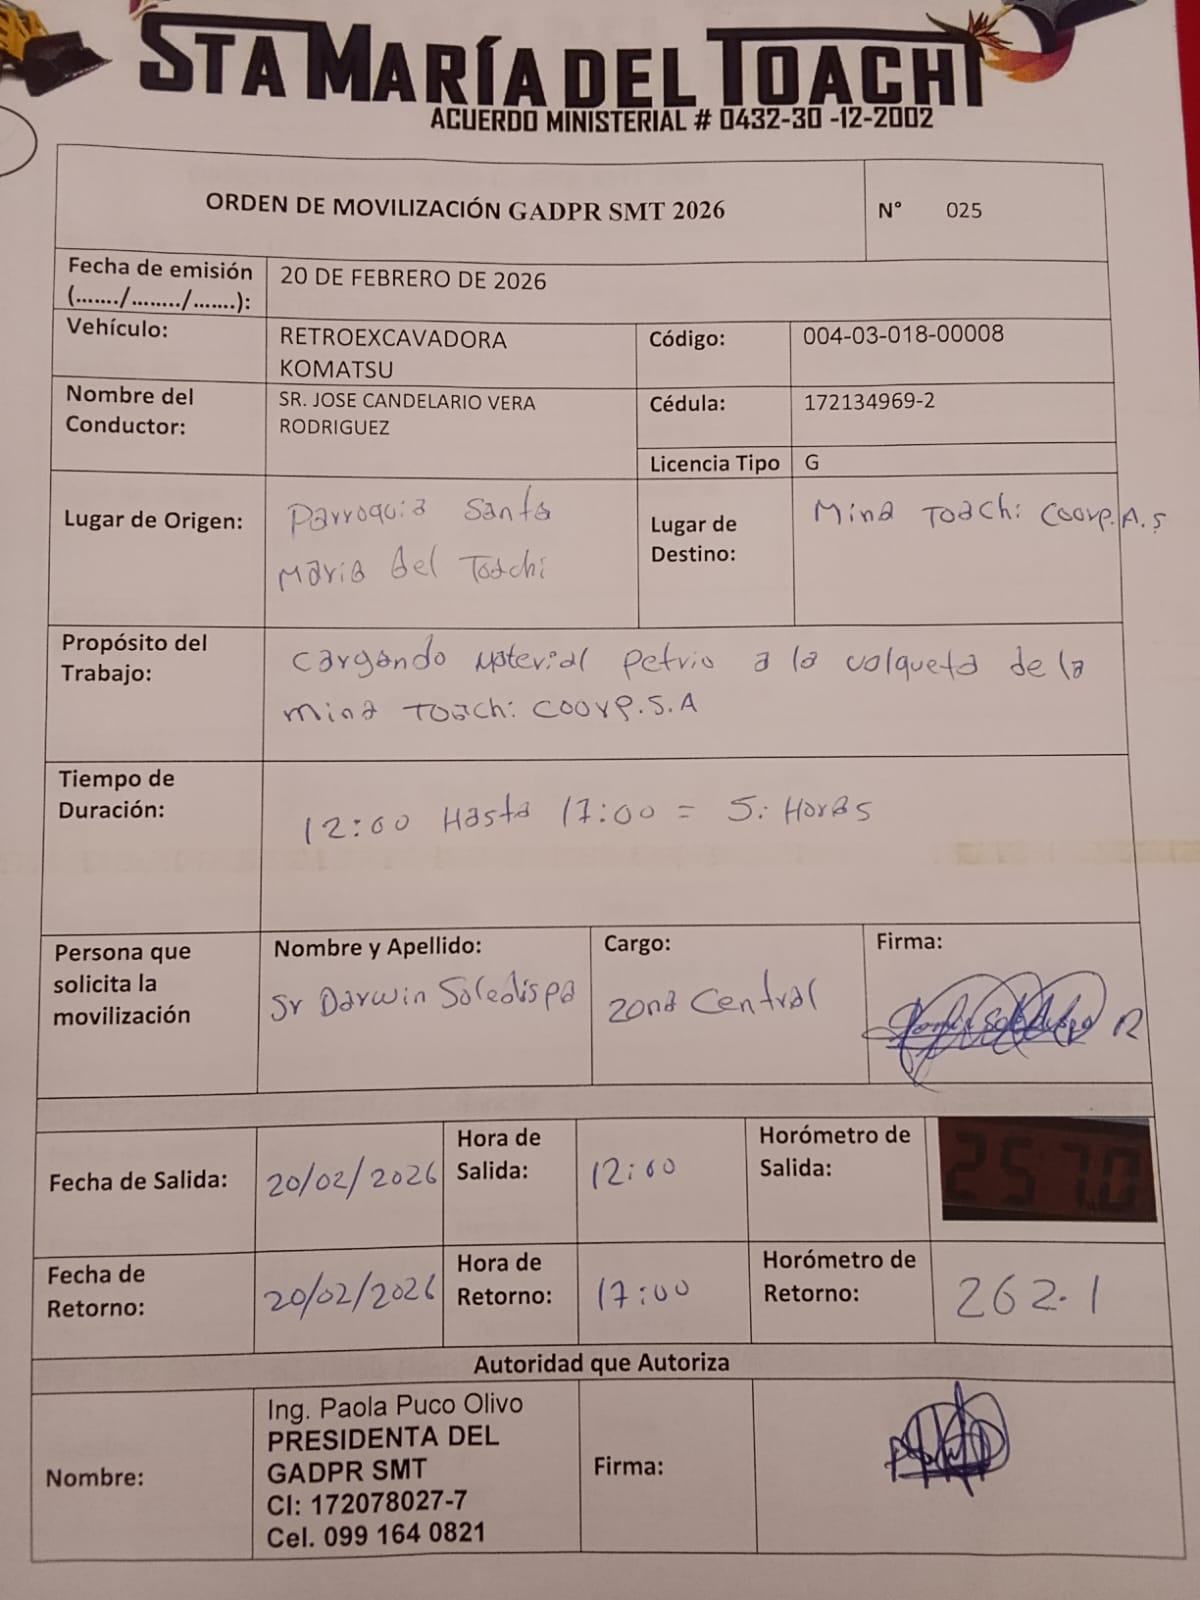 STA MARÍA DEL TOACHI
ACUERDO MINISTERIAL # 0432-30 -12-2002
ORDEN DE MOVILIZACIÓN GADPR SMT 2026
N° 025
Fecha de emisión
(......./......../.......):
20 DE FEBRERO DE 2026
Vehículo:
RETROEXCAVADORA
KOMATSU
Código:
004-03-018-00008
Nombre del
Conductor:
SR. JOSE CANDELARIO VERA
RODRIGUEZ
Cédula:
172134969-2
Licencia Tipo
G
Lugar de Origen:
Parroquia Santa
Maria del Toachi
Lugar de
Destino:
Mina Toachi Coorp.A.S
Propósito del
Trabajo:
Cargando Material Petrio a la volqueta de la
Mina Toachi Coorp.S.A
Tiempo de
Duración:
12:00 Hasta 17:00 = 5: Horas
Persona que
solicita la
movilización
Nombre y Apellido:
Sr Darwin Soledispa
Cargo:
Zona Central
Firma:
Fecha de Salida:
20/02/2026
Hora de
Salida:
12:00
Horómetro de
Salida:
257.0
Fecha de
Retorno:
20/02/2026
Hora de
Retorno:
17:00
Horómetro de
Retorno:
262.1
Autoridad que Autoriza
Nombre:
Ing. Paola Puco Olivo
PRESIDENTA DEL
GADPR SMT
CI: 172078027-7
Cel. 099 164 0821
Firma: